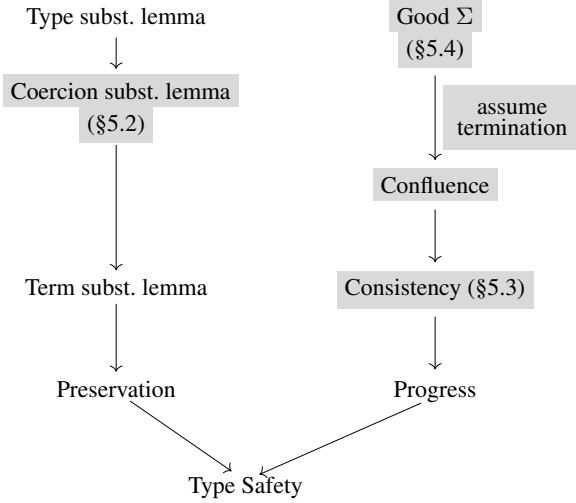 Type subst. lemma
Coercion subst. lemma
(§5.2)
Term subst. lemma
Preservation
Good Σ
(§5.4)
assume
termination
Confluence
Consistency (§5.3)
Progress
Type Safety